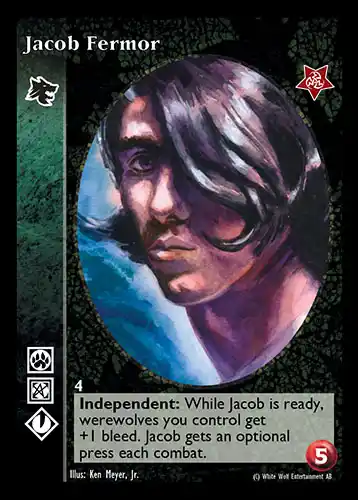 Jacob Fermor
4
Independent: While Jacob is ready,
werewolves you control get
+1 bleed. Jacob gets an optional
press each combat.
5
Illus: Ken Meyer, Jr.
(C) White Wolf Entertainment AB